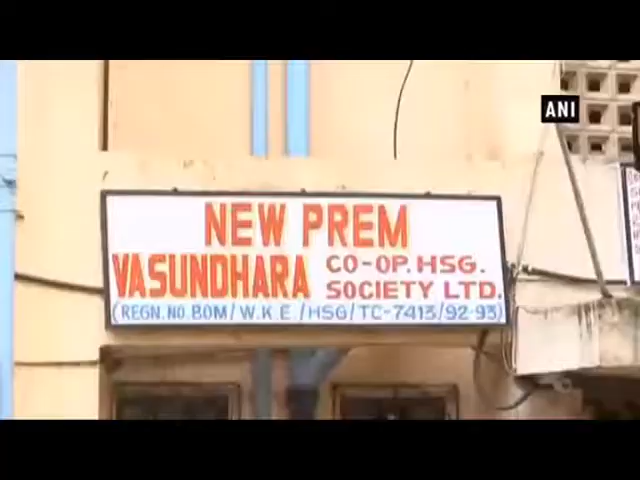 ANI
NEW PREM
VASUNDHARA CO-OP. HSG.
SOCIETY LTD.
(REGN.NO.BOM/W.K.E/HSG/TC-7413/92-93)